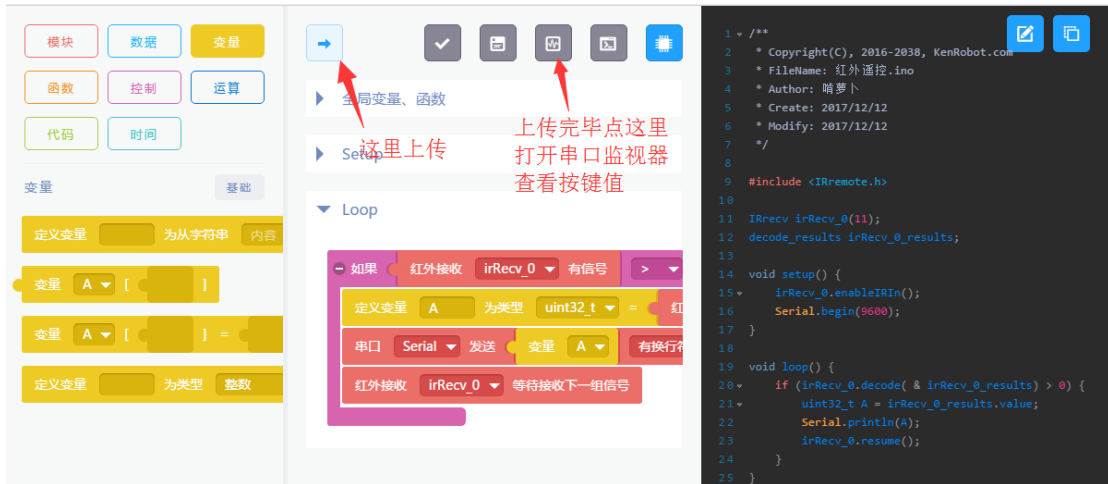 模块
数据
变量
函数
控制
运算
代码
时间
变量
基础
定义变量 为从字符串 内容
变量 A [ ]
变量 A [ ] =
定义变量 为类型 整数
全局变量、函数
Setup
这里上传
上传完毕点这里
打开串口监视器
查看按键值
Loop
如果 红外接收 irRecv_0 有信号 >
定义变量 A 为类型 uint32_t = 红
串口 Serial 发送 变量 A 有换行符
红外接收 irRecv_0 等待接收下一组信号
1 /**
2 * Copyright(C), 2016-2038, KenRobot.com
3 * FileName: 红外遥控.ino
4 * Author: 啃萝卜
5 * Create: 2017/12/12
6 * Modify: 2017/12/12
7 */
8
9 #include <IRremote.h>
10
11 IRrecv irRecv_0(11);
12 decode_results irRecv_0_results;
13
14 void setup() {
15 irRecv_0.enableIRIn();
16 Serial.begin(9600);
17 }
18
19 void loop() {
20 if (irRecv_0.decode( & irRecv_0_results) > 0) {
21 uint32_t A = irRecv_0_results.value;
22 Serial.println(A);
23 irRecv_0.resume();
24 }
25 }